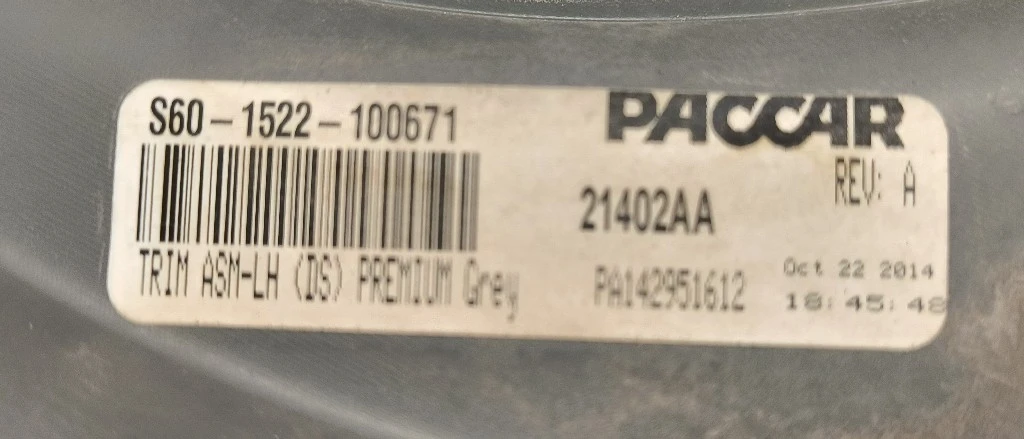 S60-1522-100671
PACCAR
REV: A
21402AA
TRIM ASM-LH (DS) PREMIUM Grey
PA142951612
Oct 22 2014
18:45:48